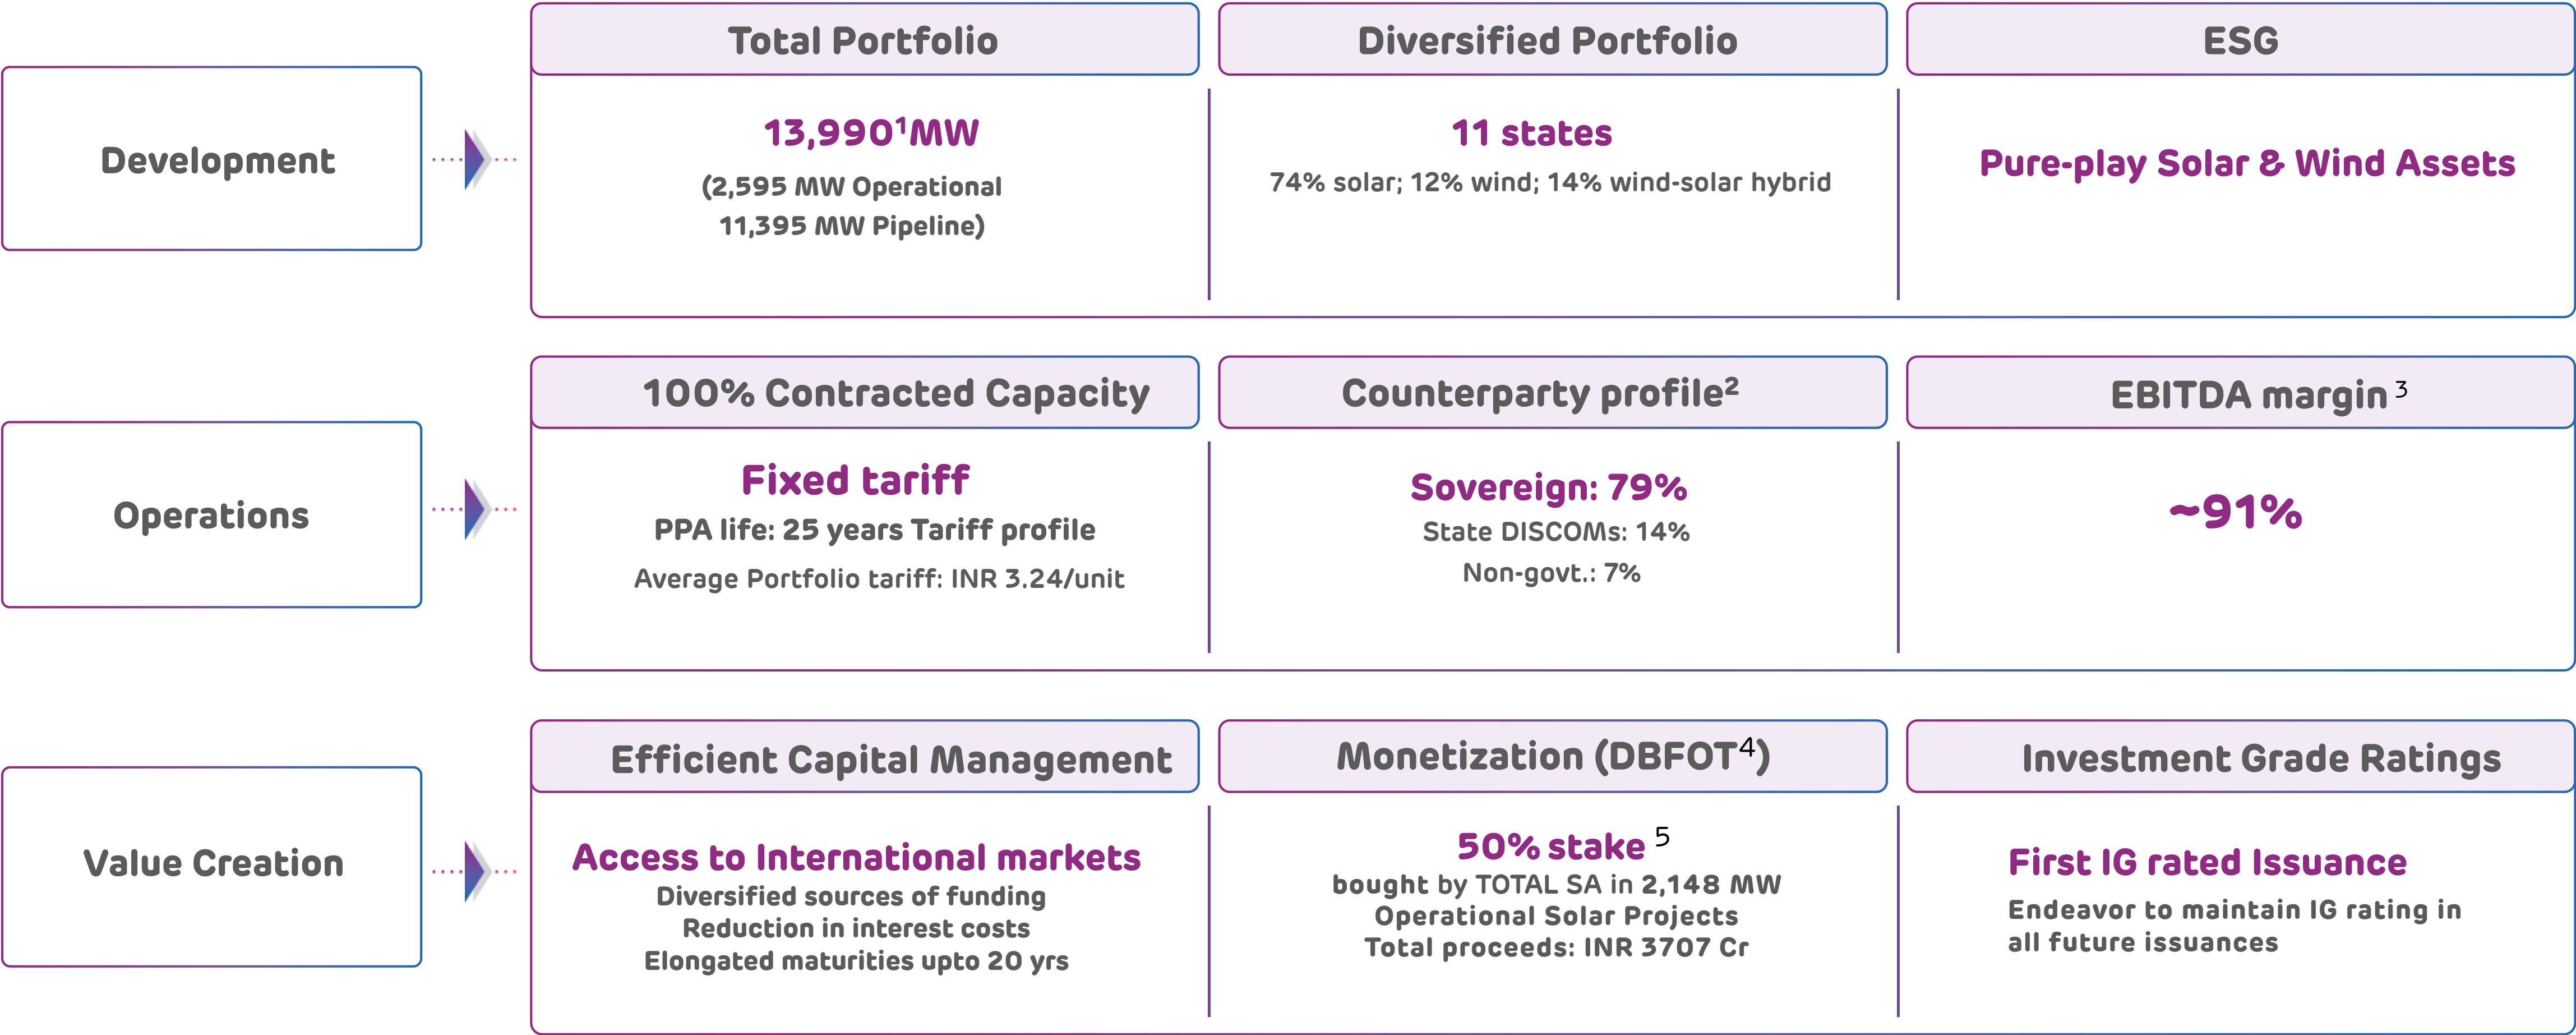 Total Portfolio
Diversified Portfolio
ESG
Development
13,990¹MW
(2,595 MW Operational
11,395 MW Pipeline)
11 states
74% solar; 12% wind; 14% wind-solar hybrid
Pure-play Solar & Wind Assets
100% Contracted Capacity
Counterparty profile²
EBITDA margin ³
Operations
Fixed tariff
PPA life: 25 years Tariff profile
Average Portfolio tariff: INR 3.24/unit
Sovereign: 79%
State DISCOMs: 14%
Non-govt.: 7%
~91%
Efficient Capital Management
Monetization (DBFOT⁴)
Investment Grade Ratings
Value Creation
Access to International markets
Diversified sources of funding
Reduction in interest costs
Elongated maturities upto 20 yrs
50% stake ⁵
bought by TOTAL SA in 2,148 MW
Operational Solar Projects
Total proceeds: INR 3707 Cr
First IG rated Issuance
Endeavor to maintain IG rating in
all future issuances